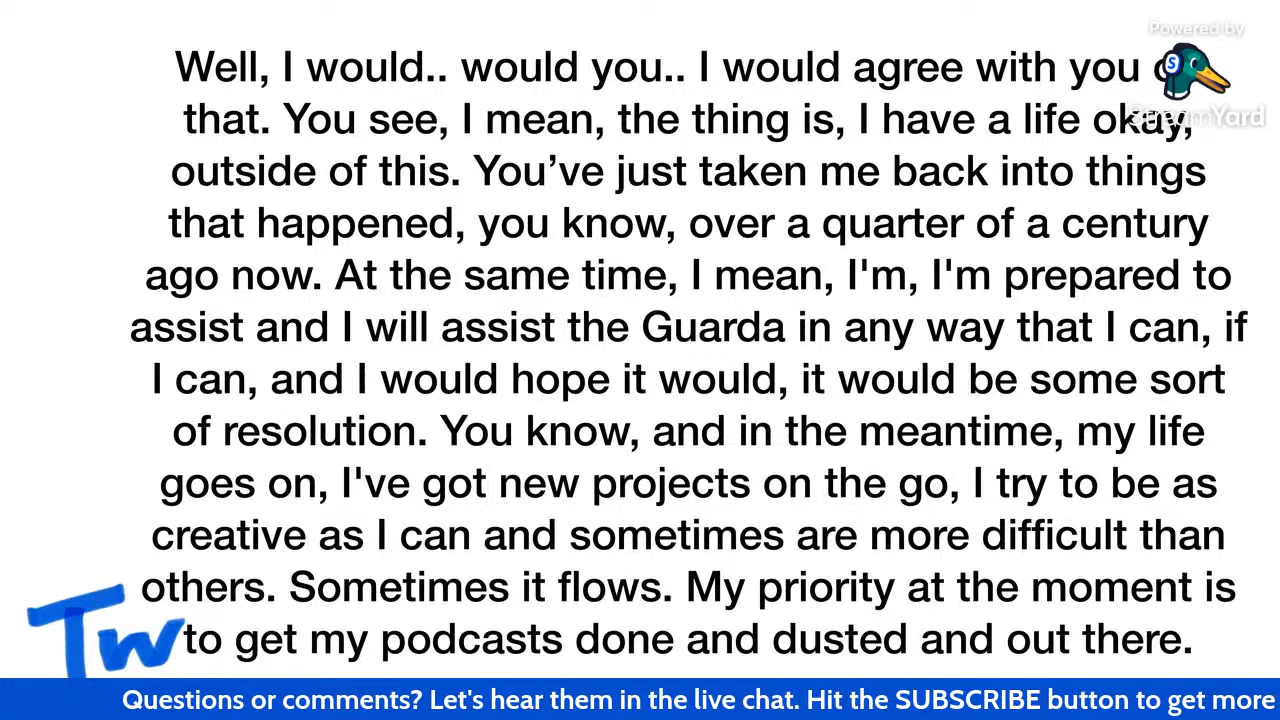 Powered by
Well, I would.. would you.. I would agree with you
that. You see, I mean, the thing is, I have a life okay,
StreamYard
outside of this. You’ve just taken me back into things
that happened, you know, over a quarter of a century
ago now. At the same time, I mean, I'm, I'm prepared to
assist and I will assist the Guarda in any way that I can, if
I can, and I would hope it would, it would be some sort
of resolution. You know, and in the meantime, my life
goes on, I've got new projects on the go, I try to be as
creative as I can and sometimes are more difficult than
others. Sometimes it flows. My priority at the moment is
to get my podcasts done and dusted and out there.
Tw
Questions or comments? Let's hear them in the live chat. Hit the SUBSCRIBE button to get more